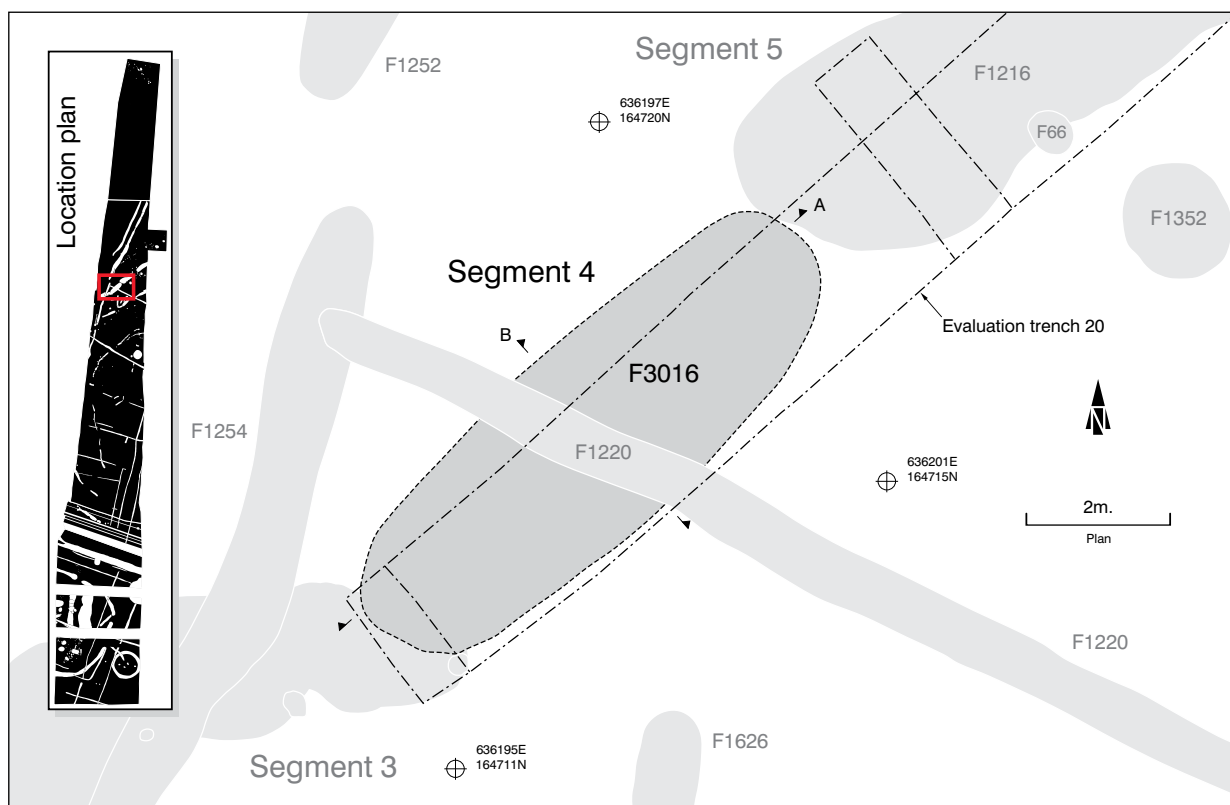 Location plan
F1252
Segment 5
F1216
636197E
164720N
F66
A
F1352
Segment 4
Evaluation trench 20
B
F3016
N
F1254
F1220
636201E
164715N
2m.
Plan
F1220
F1626
636195E
164711N
Segment 3